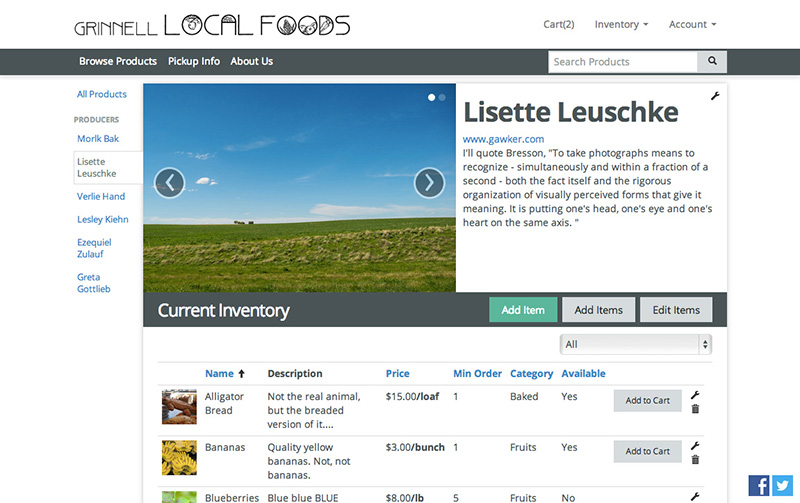 GRINNELL LOCAL FOODS
Cart(2) Inventory Account
Browse Products Pickup Info About Us
Search Products
All Products
PRODUCERS
Morlk Bak
Lisette
Leuschke
Verlie Hand
Lesley Kiehn
Ezequiel
Zulauf
Greta
Gottlieb
Lisette Leuschke
www.gawker.com
I'll quote Bresson, "To take photographs means to
recognize - simultaneously and within a fraction of a
second - both the fact itself and the rigorous
organization of visually perceived forms that give it
meaning. It is putting one's head, one's eye and one's
heart on the same axis. "
Current Inventory
Add Item Add Items Edit Items
All
Name Description Price Min Order Category Available
Alligator
Bread
Not the real animal,
but the breaded
version of it....
$15.00/loaf 1 Baked Yes Add to Cart
Bananas
Quality yellow
bananas. Not, not
bananas.
$3.00/bunch 1 Fruits Yes Add to Cart
Blueberries Blue blue BLUE $8.00/lb 5 Fruits No